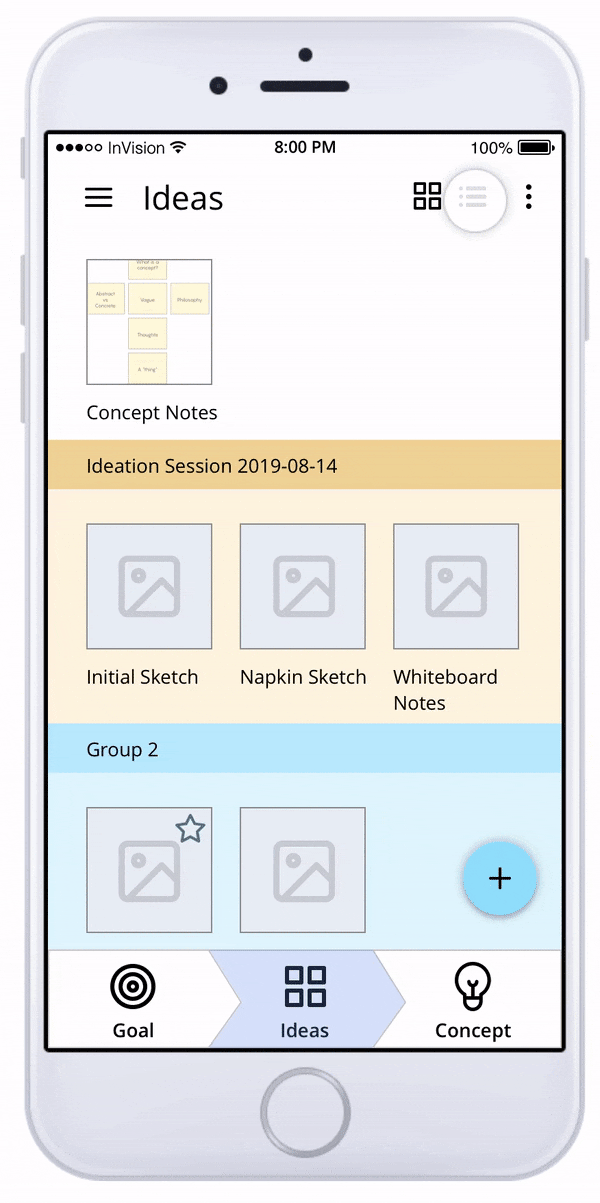 InVision
8:00 PM
100%
Ideas
What is a
concept?
Abstract
vs
Concrete
Vague
Philosophy
Thoughts
A "thing"
Concept Notes
Ideation Session 2019-08-14
Initial Sketch
Napkin Sketch
Whiteboard
Notes
Group 2
Goal
Ideas
Concept